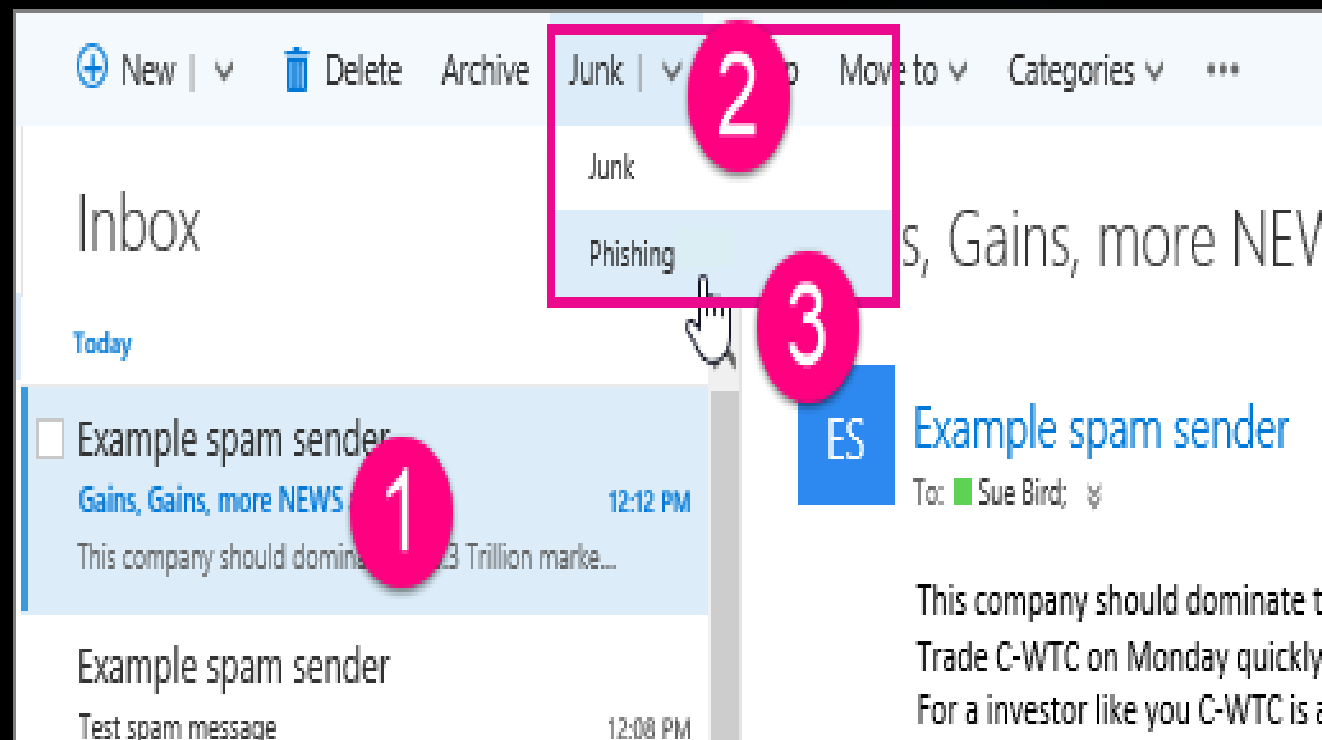 New | Delete Archive Junk | Move to Categories
2
Junk
Phishing
3
Inbox
s, Gains, more NEW
Today
Example spam sender
Gains, Gains, more NEWS
12:12 PM
This company should 3 Trillion marke...
1
Example spam sender
Test spam message
12:08 PM
ES
Example spam sender
To: Sue Bird;
This company should dominate t
Trade C-WTC on Monday quickly
For a investor like you C-WTC is a